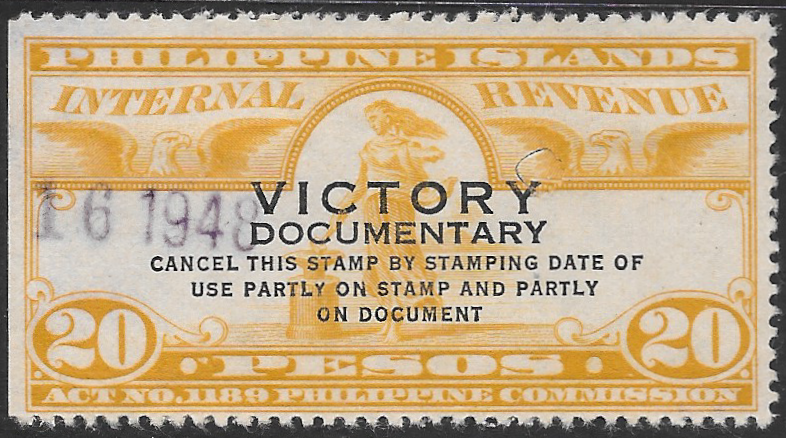 PHILIPPINE ISLANDS
INTERNAL REVENUE
VICTORY
16 1948
DOCUMENTARY
CANCEL THIS STAMP BY STAMPING DATE OF
USE PARTLY ON STAMP AND PARTLY
ON DOCUMENT
20 PESOS 20
ACT NO. 1189 PHILIPPINE COMMISSION